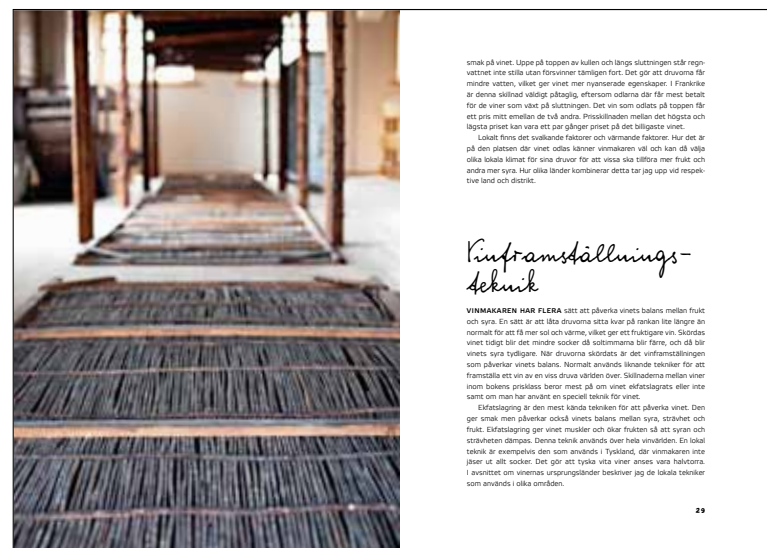 smak på vinet. Uppe på toppen av kullen och längs sluttningen står regn-
vattnet inte stilla utan försvinner tämligen fort. Det gör att druvorna får
mindre vatten, vilket ger vinet mer nyanserade egenskaper. I Frankrike
är denna skillnad väldigt påtaglig, eftersom odlarna där får mest betalt
för de viner som växt på sluttningen. Det vin som odlats på toppen får
ett pris mitt emellan de två andra. Prisskillnaden mellan det högsta och
lägsta priset kan vara ett par gånger priset på det billigaste vinet.
Lokalt finns det svalkande faktorer och värmande faktorer. Hur det är
på den platsen där vinet odlas känner vinmakaren väl och kan då välja
olika lokala klimat för sina druvor för att vissa ska tillföra mer frukt och
andra mer syra. Hur olika länder kombinerar detta tar jag upp vid respek-
tive land och distrikt.
Vinframställnings-
teknik
VINMAKAREN HAR FLERA sätt att påverka vinets balans mellan frukt
och syra. En sätt är att låta druvorna sitta kvar på rankan lite längre än
normalt för att få mer sol och värme, vilket ger ett fruktigare vin. Skördas
vinet tidigt blir det mindre socker då soltimmarna blir färre, och då blir
vinets syra tydligare. När druvorna skördats är det vinframställningen
som påverkar vinets balans. Normalt används liknande tekniker för att
framställa ett vin av en viss druva världen över. Skillnaderna mellan viner
inom bokens prisklass beror mest på om vinet ekfatslagrats eller inte
samt om man har använt en speciell teknik för vinet.
Ekfatslagring är den mest kända tekniken för att påverka vinet. Den
ger smak men påverkar också vinets balans mellan syra, strävhet och
frukt. Ekfatslagring ger vinet muskler och ökar frukten så att syran och
strävheten dämpas. Denna teknik används över hela vinvärlden. En lokal
teknik är exempelvis den som används i Tyskland, där vinmakaren inte
jäser ut allt socker. Det gör att tyska vita viner anses vara halvtorra.
I avsnittet om vinernas ursprungsländer beskriver jag de lokala tekniker
som används i olika områden.
29